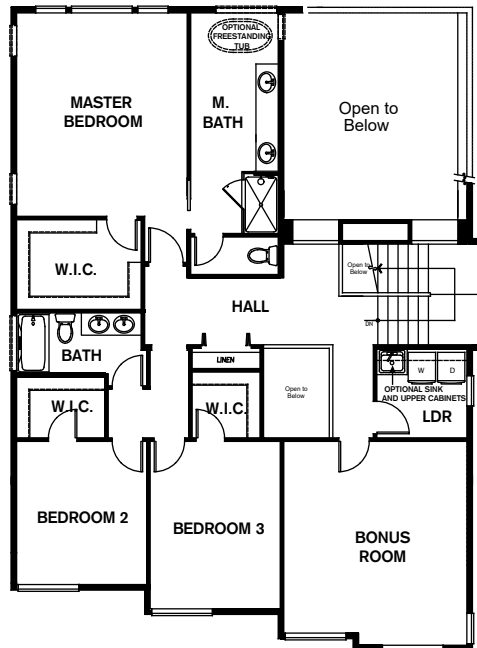 OPTIONAL
FREESTANDING
TUB
MASTER
BEDROOM
M.
BATH
Open to
Below
W.I.C.
Open to
Below
HALL
DN
BATH
LINEN
W
D
OPTIONAL SINK
AND UPPER CABINETS
W.I.C.
W.I.C.
Open to
Below
LDR
BEDROOM 2
BEDROOM 3
BONUS
ROOM